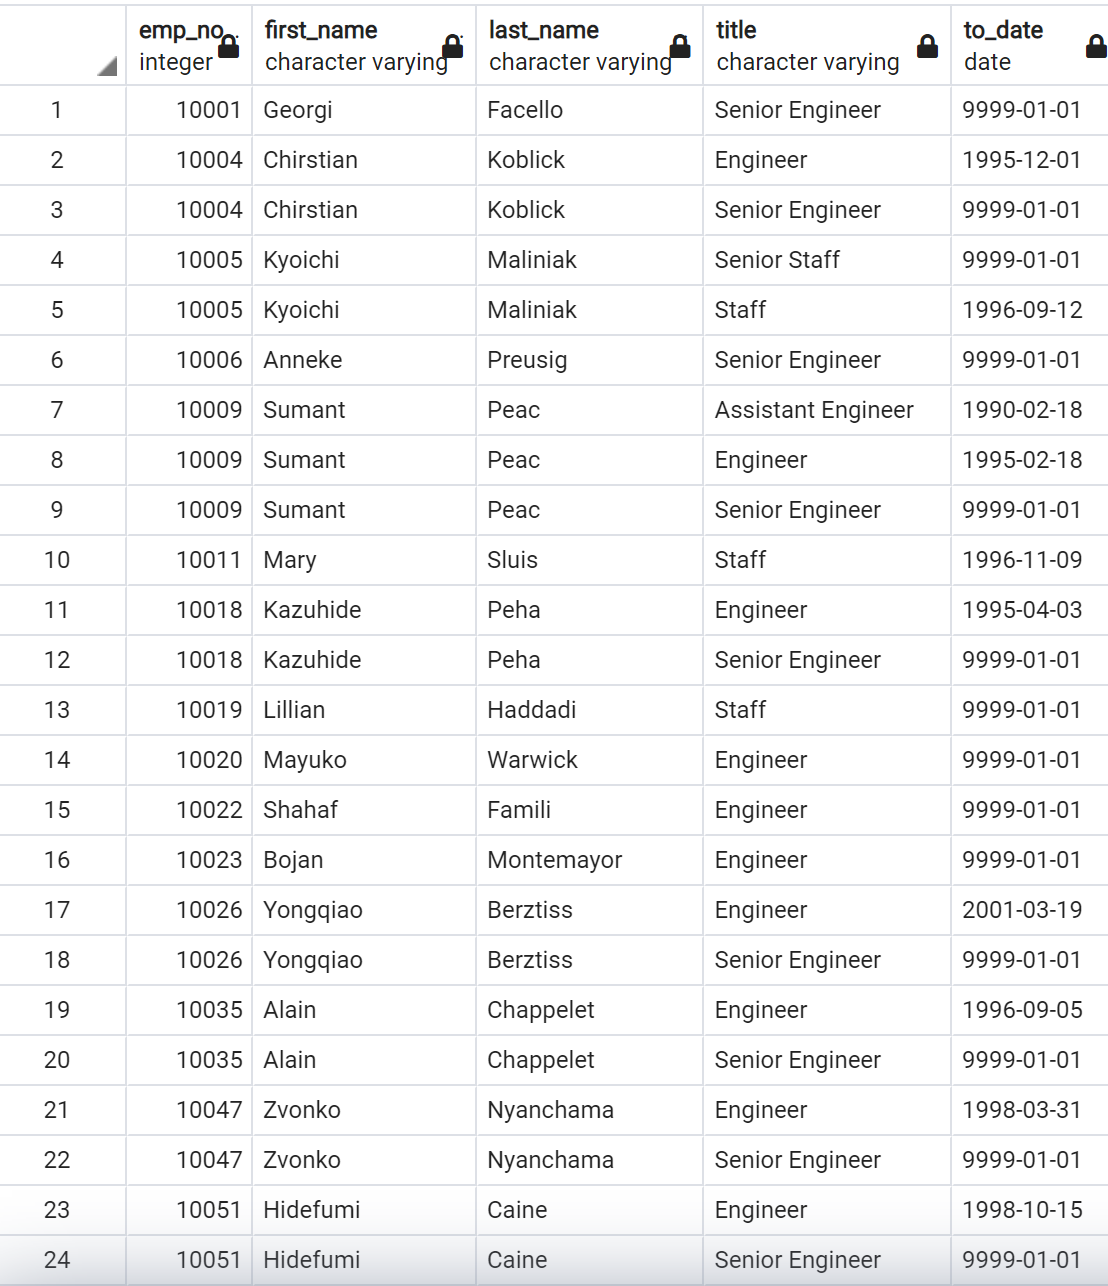 emp_no first_name last_name title to_date
integer character varying character varying character varying date
1 10001 Georgi Facello Senior Engineer 9999-01-01
2 10004 Chirstian Koblick Engineer 1995-12-01
3 10004 Chirstian Koblick Senior Engineer 9999-01-01
4 10005 Kyoichi Maliniak Senior Staff 9999-01-01
5 10005 Kyoichi Maliniak Staff 1996-09-12
6 10006 Anneke Preusig Senior Engineer 9999-01-01
7 10009 Sumant Peac Assistant Engineer 1990-02-18
8 10009 Sumant Peac Engineer 1995-02-18
9 10009 Sumant Peac Senior Engineer 9999-01-01
10 10011 Mary Sluis Staff 1996-11-09
11 10018 Kazuhide Peha Engineer 1995-04-03
12 10018 Kazuhide Peha Senior Engineer 9999-01-01
13 10019 Lillian Haddadi Staff 9999-01-01
14 10020 Mayuko Warwick Engineer 9999-01-01
15 10022 Shahaf Famili Engineer 9999-01-01
16 10023 Bojan Montemayor Engineer 9999-01-01
17 10026 Yongqiao Berztiss Engineer 2001-03-19
18 10026 Yongqiao Berztiss Senior Engineer 9999-01-01
19 10035 Alain Chappelet Engineer 1996-09-05
20 10035 Alain Chappelet Senior Engineer 9999-01-01
21 10047 Zvonko Nyanchama Engineer 1998-03-31
22 10047 Zvonko Nyanchama Senior Engineer 9999-01-01
23 10051 Hidefumi Caine Engineer 1998-10-15
24 10051 Hidefumi Caine Senior Engineer 9999-01-01